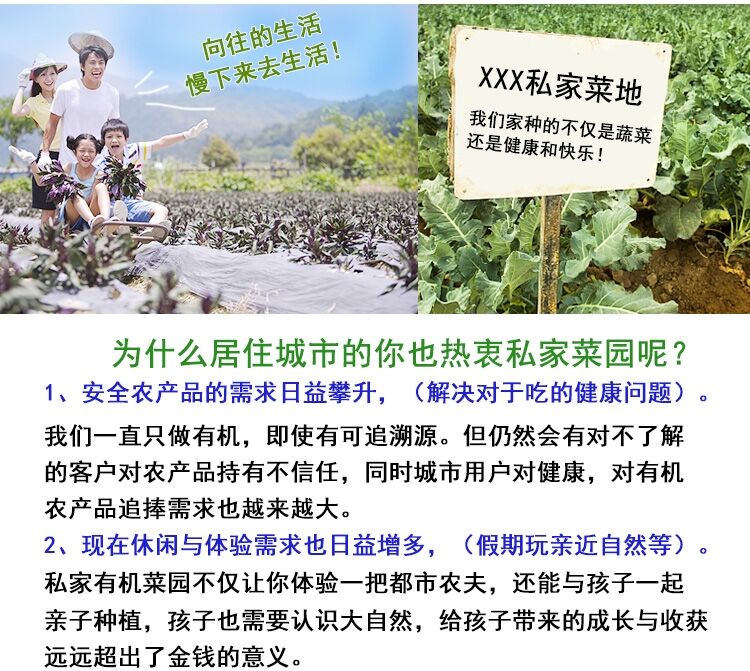 向往的生活
慢下来去生活！
XXX私家菜地
我们家种的不仅是蔬菜
还是健康和快乐！
为什么居住城市的你也热衷私家菜园呢？
1、安全农产品的需求日益攀升，（解决对于吃的健康问题）。
我们一直只做有机，即使有可追溯源。但仍然会有对不了解
的客户对农产品持有不信任，同时城市用户对健康，对有机
农产品追捧需求也越来越大。
2、现在休闲与体验需求也日益增多，（假期玩亲近自然等）。
私家有机菜园不仅让你体验一把都市农夫，还能与孩子一起
亲子种植，孩子也需要认识大自然，给孩子带来的成长与收获
远远超出了金钱的意义。